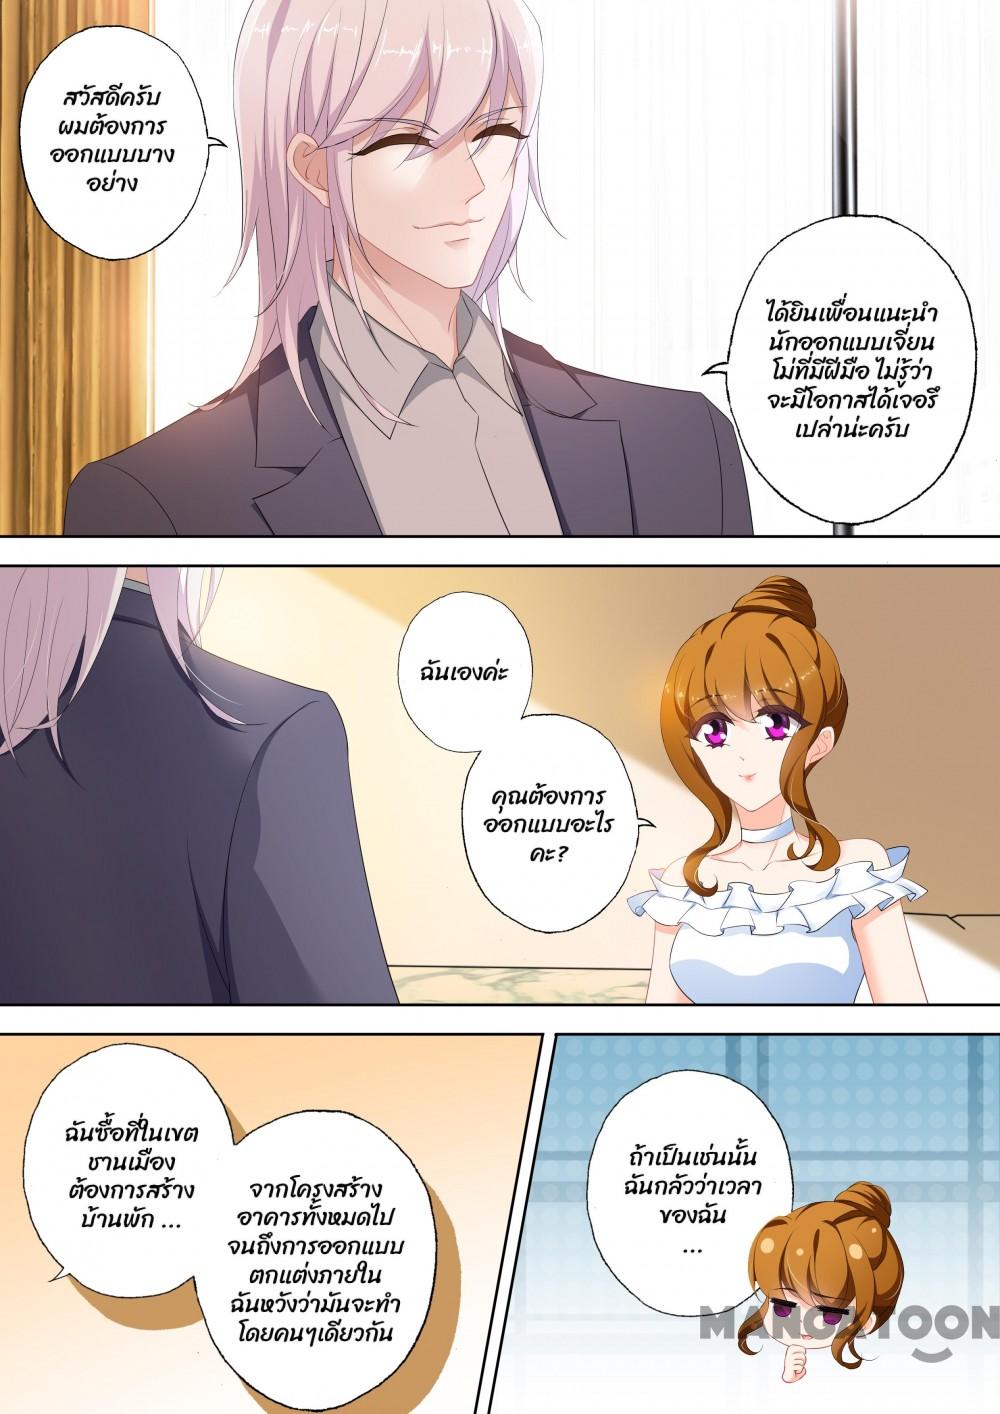 สวัสดีครับ
ผมต้องการ
ออกแบบบาง
อย่าง
ได้ยินเพื่อนแนะนำ
นักออกแบบเจี่ยน
โม่ที่มีฝีมือ ไม่รู้ว่า
จะมีโอกาสได้เจอรึ
เปล่าน่ะครับ
ฉันเองค่ะ
คุณต้องการ
ออกแบบอะไร
คะ?
ฉันซื้อที่ในเขต
ชานเมือง
ต้องการสร้าง
บ้านพัก ...
จากโครงสร้าง
อาคารทั้งหมดไป
จนถึงการออกแบบ
ตกแต่งภายใน
ฉันหวังว่ามันจะทำ
โดยคนๆเดียวกัน
ถ้าเป็นเช่นนั้น
ฉันกลัวว่าเวลา
ของฉัน
...
MANGATOON